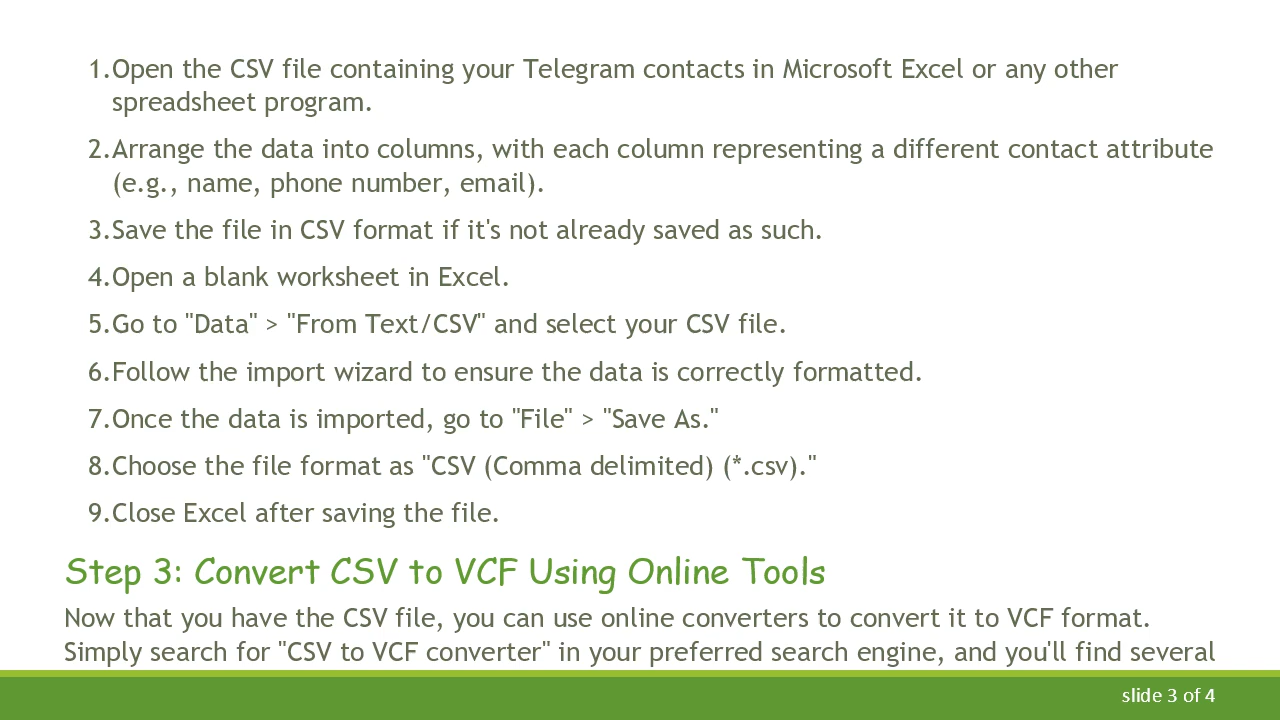 1.Open the CSV file containing your Telegram contacts in Microsoft Excel or any other
spreadsheet program.
2.Arrange the data into columns, with each column representing a different contact attribute
(e.g., name, phone number, email).
3.Save the file in CSV format if it's not already saved as such.
4.Open a blank worksheet in Excel.
5.Go to "Data" > "From Text/CSV" and select your CSV file.
6.Follow the import wizard to ensure the data is correctly formatted.
7.Once the data is imported, go to "File" > "Save As."
8.Choose the file format as "CSV (Comma delimited) (*.csv)."
9.Close Excel after saving the file.
Step 3: Convert CSV to VCF Using Online Tools
Now that you have the CSV file, you can use online converters to convert it to VCF format.
Simply search for "CSV to VCF converter" in your preferred search engine, and you'll find several
slide 3 of 4